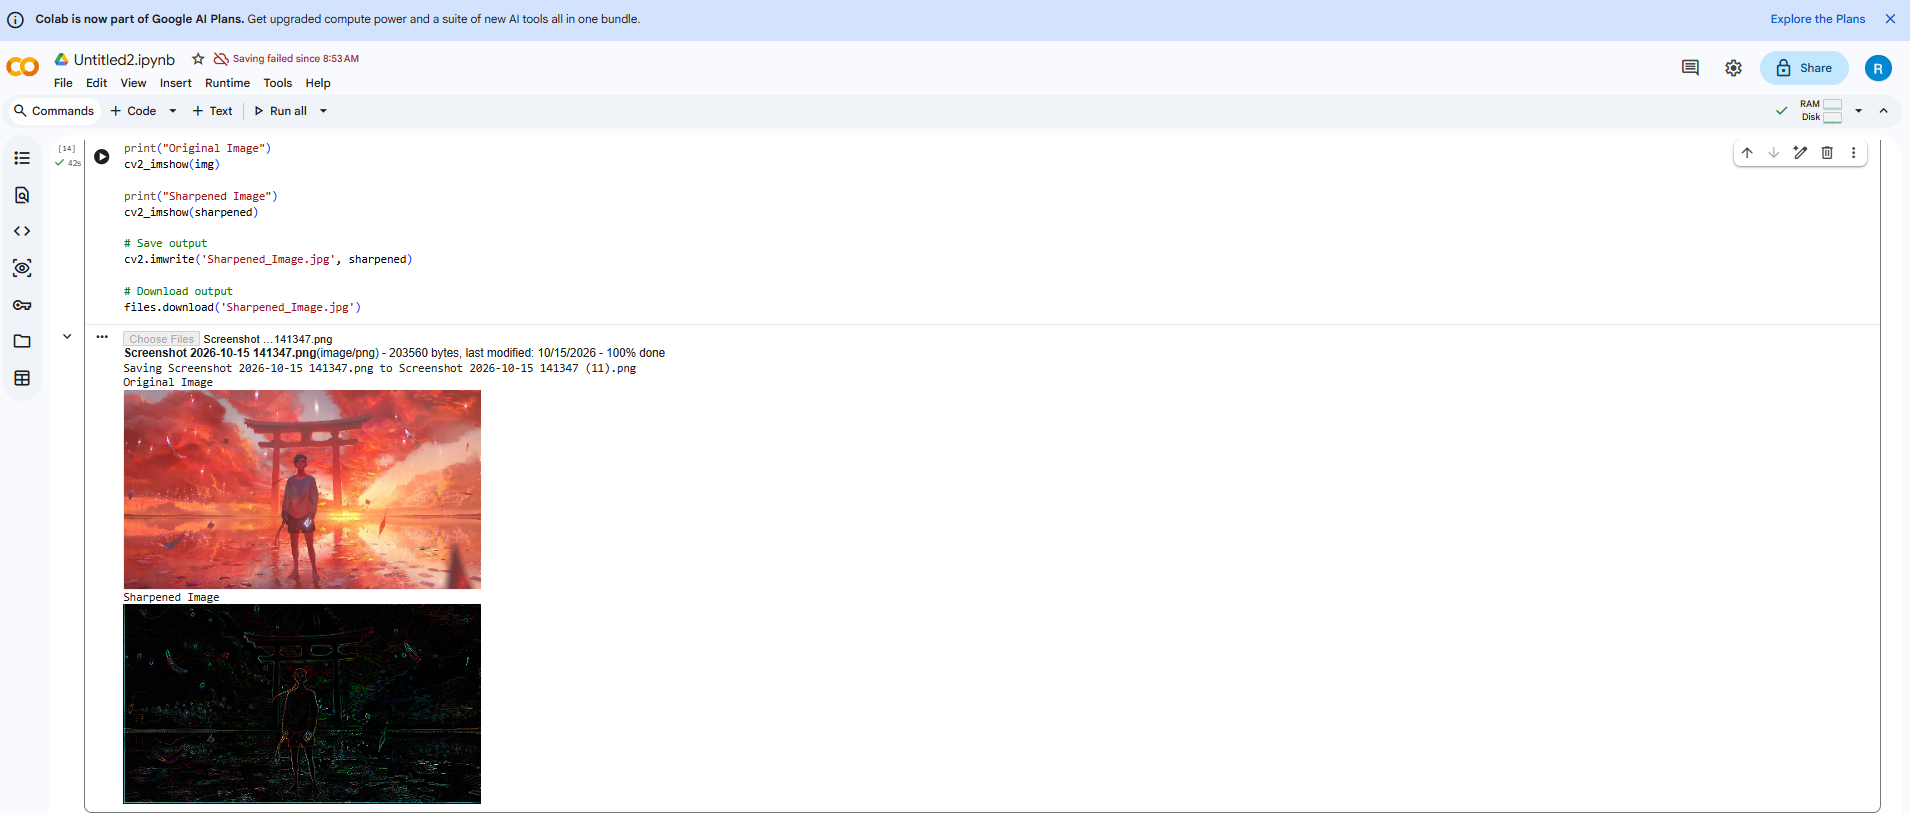 Colab is now part of Google AI Plans. Get upgraded compute power and a suite of new AI tools all in one bundle.
Explore the Plans
Untitled2.ipynb
Saving failed since 8:53 AM
Share
R
File Edit View Insert Runtime Tools Help
Commands + Code + Text Run all
RAM
Disk
[14]
42s
print("Original Image")
cv2_imshow(img)
print("Sharpened Image")
cv2_imshow(sharpened)
# Save output
cv2.imwrite('Sharpened_Image.jpg', sharpened)
# Download output
files.download('Sharpened_Image.jpg')
Choose Files Screenshot ...141347.png
Screenshot 2026-10-15 141347.png(image/png) - 203560 bytes, last modified: 10/15/2026 - 100% done
Saving Screenshot 2026-10-15 141347.png to Screenshot 2026-10-15 141347 (11).png
Original Image
Sharpened Image